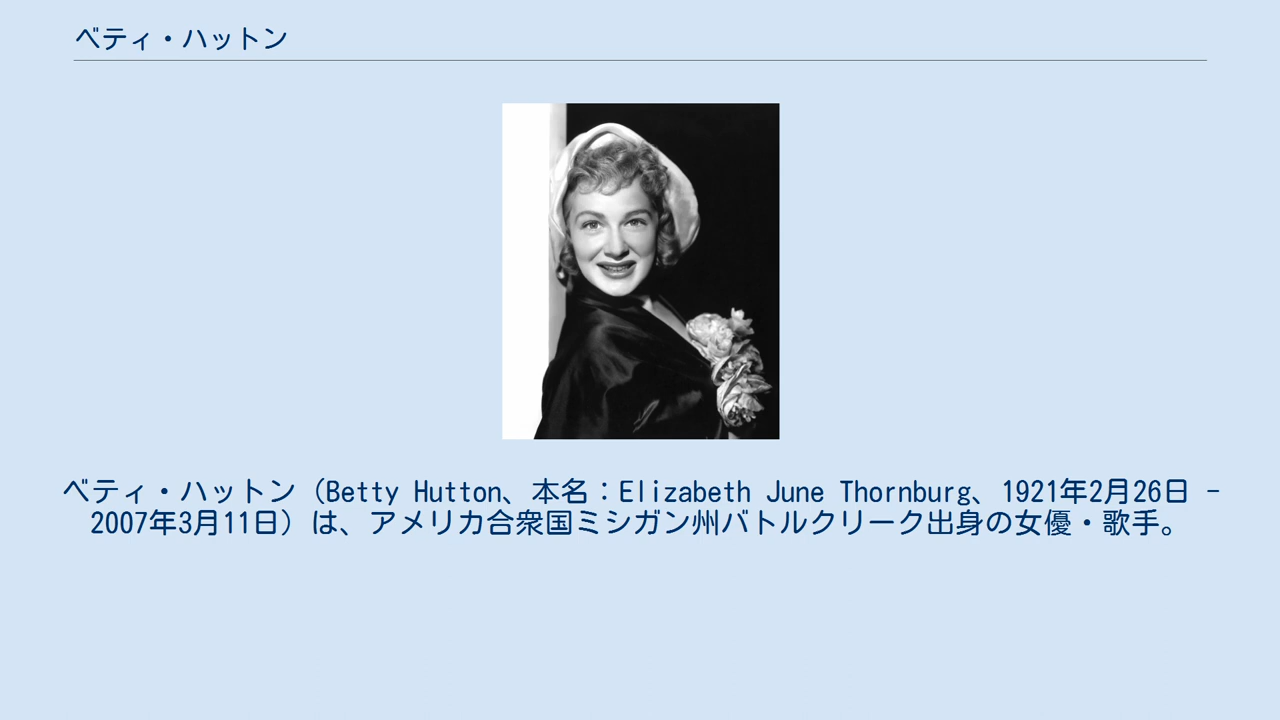 ベティ・ハットン
ベティ・ハットン（Betty Hutton、本名：Elizabeth June Thornburg、1921年2月26日 -
2007年3月11日）は、アメリカ合衆国ミシガン州バトルクリーク出身の女優・歌手。